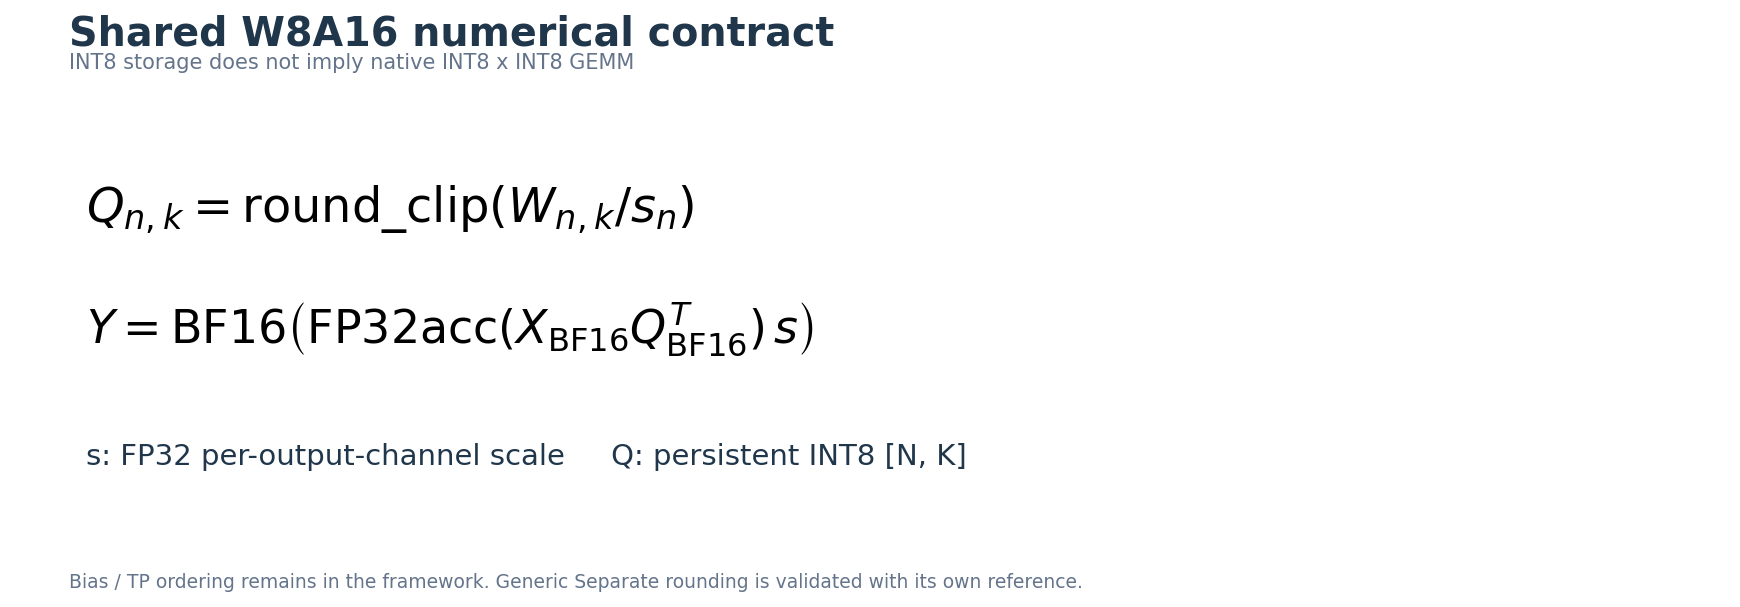 Shared W8A16 numerical contract
INT8 storage does not imply native INT8 x INT8 GEMM
Q_{n,k} = round_clip(W_{n,k}/s_n)
Y = BF16(FP32acc(X_{BF16}Q^T_{BF16}) s)
s: FP32 per-output-channel scale Q: persistent INT8 [N, K]
Bias / TP ordering remains in the framework. Generic Separate rounding is validated with its own reference.